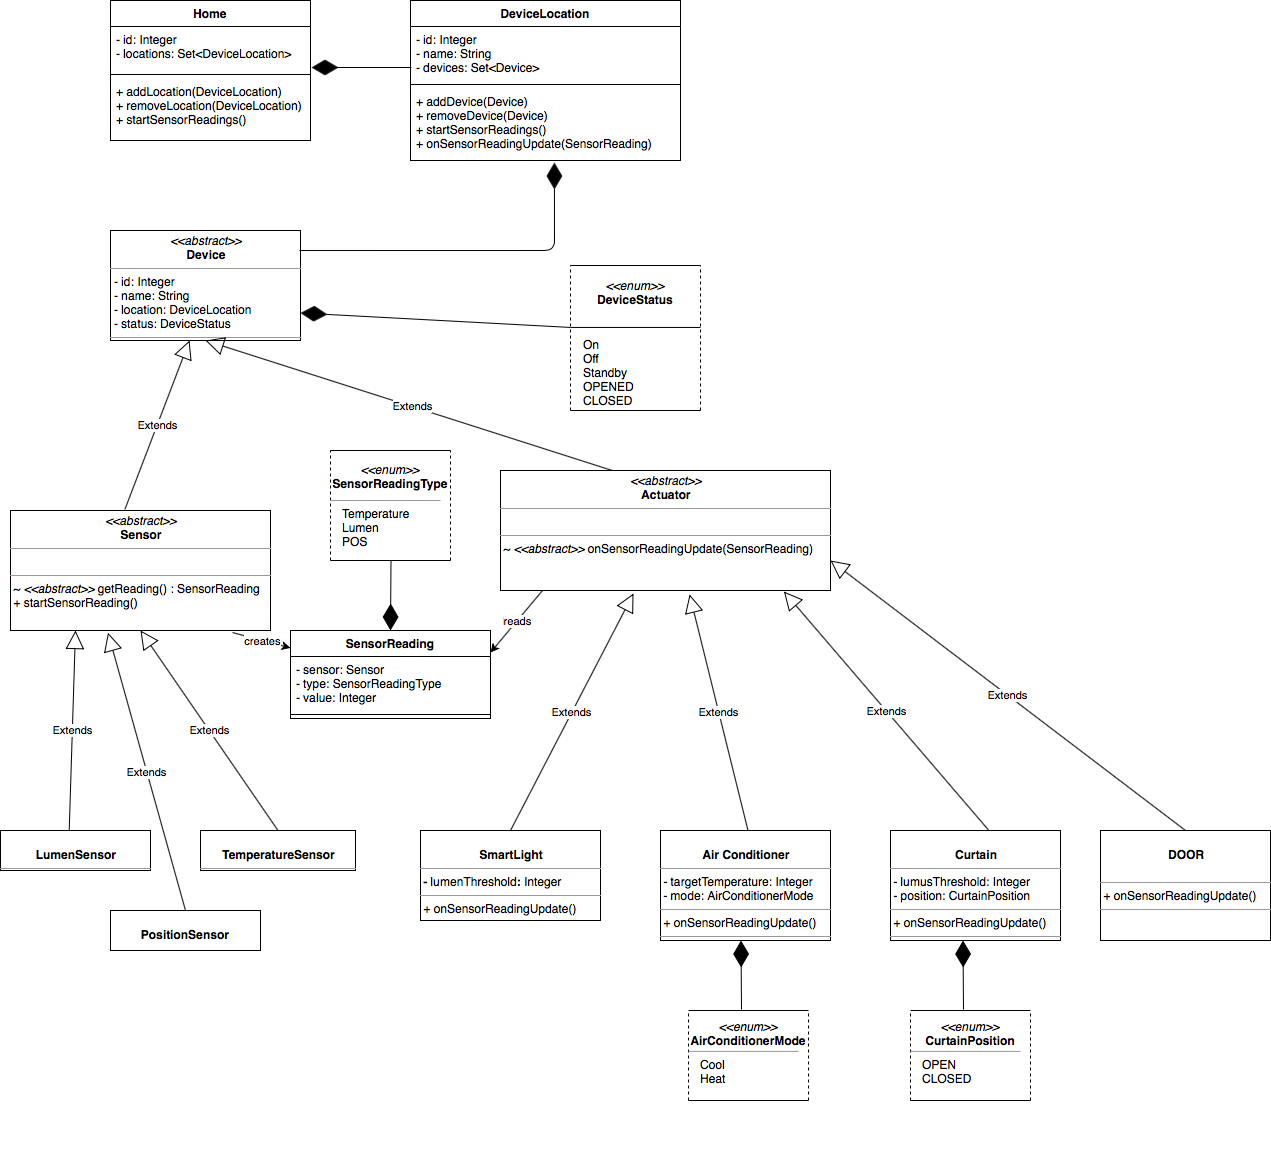 Home
- id: Integer
- locations: Set<DeviceLocation>
+ addLocation(DeviceLocation)
+ removeLocation(DeviceLocation)
+ startSensorReadings()
DeviceLocation
- id: Integer
- name: String
- devices: Set<Device>
+ addDevice(Device)
+ removeDevice(Device)
+ startSensorReadings()
+ onSensorReadingUpdate(SensorReading)
<<abstract>>
Device
- id: Integer
- name: String
- location: DeviceLocation
- status: DeviceStatus
<<enum>>
DeviceStatus
On
Off
Standby
OPENED
CLOSED
Extends
Extends
<<enum>>
SensorReadingType
Temperature
Lumen
POS
<<abstract>>
Actuator
~ <<abstract>> onSensorReadingUpdate(SensorReading)
<<abstract>>
Sensor
~ <<abstract>> getReading() : SensorReading
+ startSensorReading()
creates
reads
SensorReading
- sensor: Sensor
- type: SensorReadingType
- value: Integer
Extends
Extends
Extends
Extends
Extends
Extends
Extends
LumenSensor
TemperatureSensor
PositionSensor
SmartLight
- lumenThreshold: Integer
+ onSensorReadingUpdate()
Air Conditioner
- targetTemperature: Integer
- mode: AirConditionerMode
+ onSensorReadingUpdate()
Curtain
- lumusThreshold: Integer
- position: CurtainPosition
+ onSensorReadingUpdate()
DOOR
+ onSensorReadingUpdate()
<<enum>>
AirConditionerMode
Cool
Heat
<<enum>>
CurtainPosition
OPEN
CLOSED